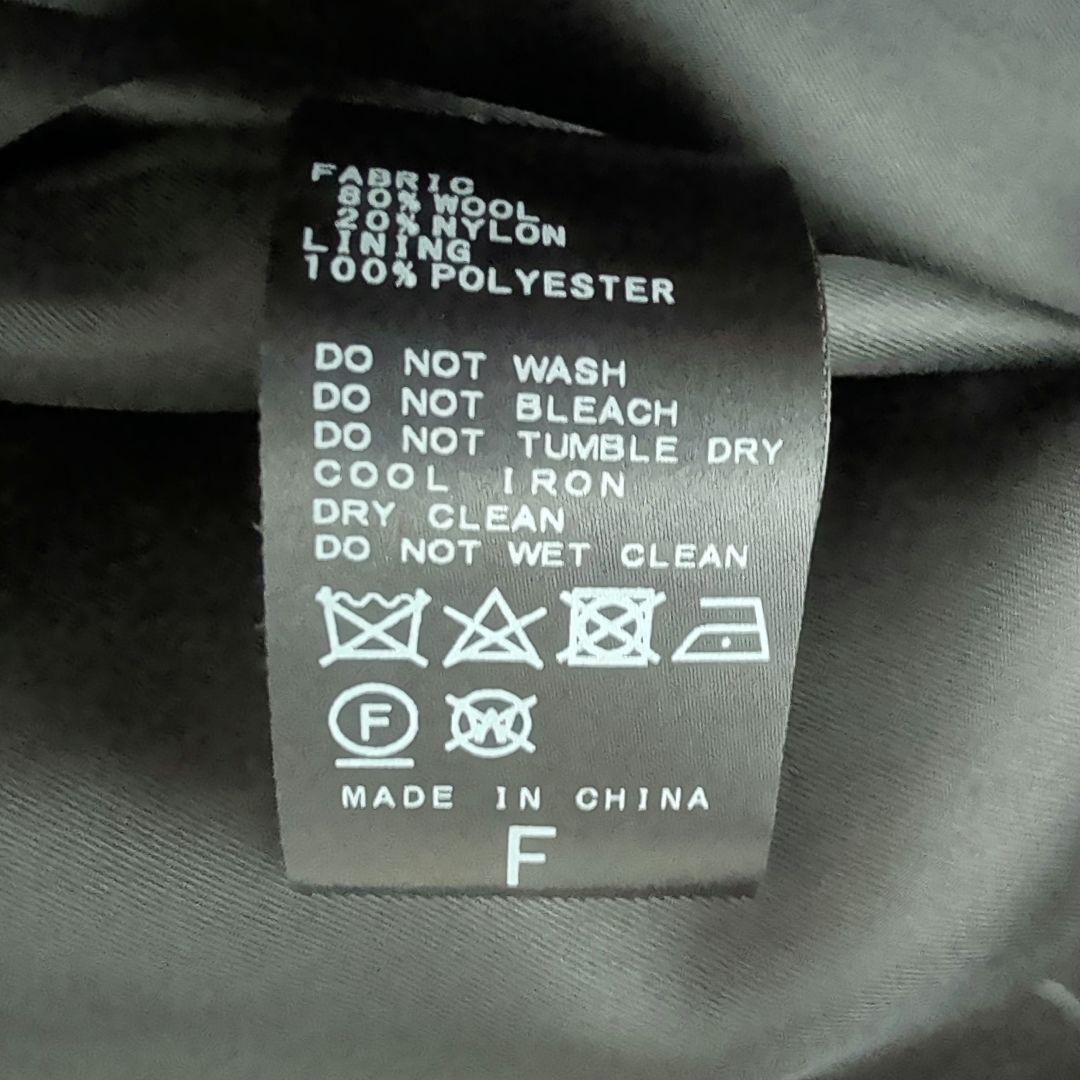 FABRIC
80% WOOL
20% NYLON
LINING
100% POLYESTER
DO NOT WASH
DO NOT BLEACH
DO NOT TUMBLE DRY
COOL IRON
DRY CLEAN
DO NOT WET CLEAN
F W
MADE IN CHINA
F